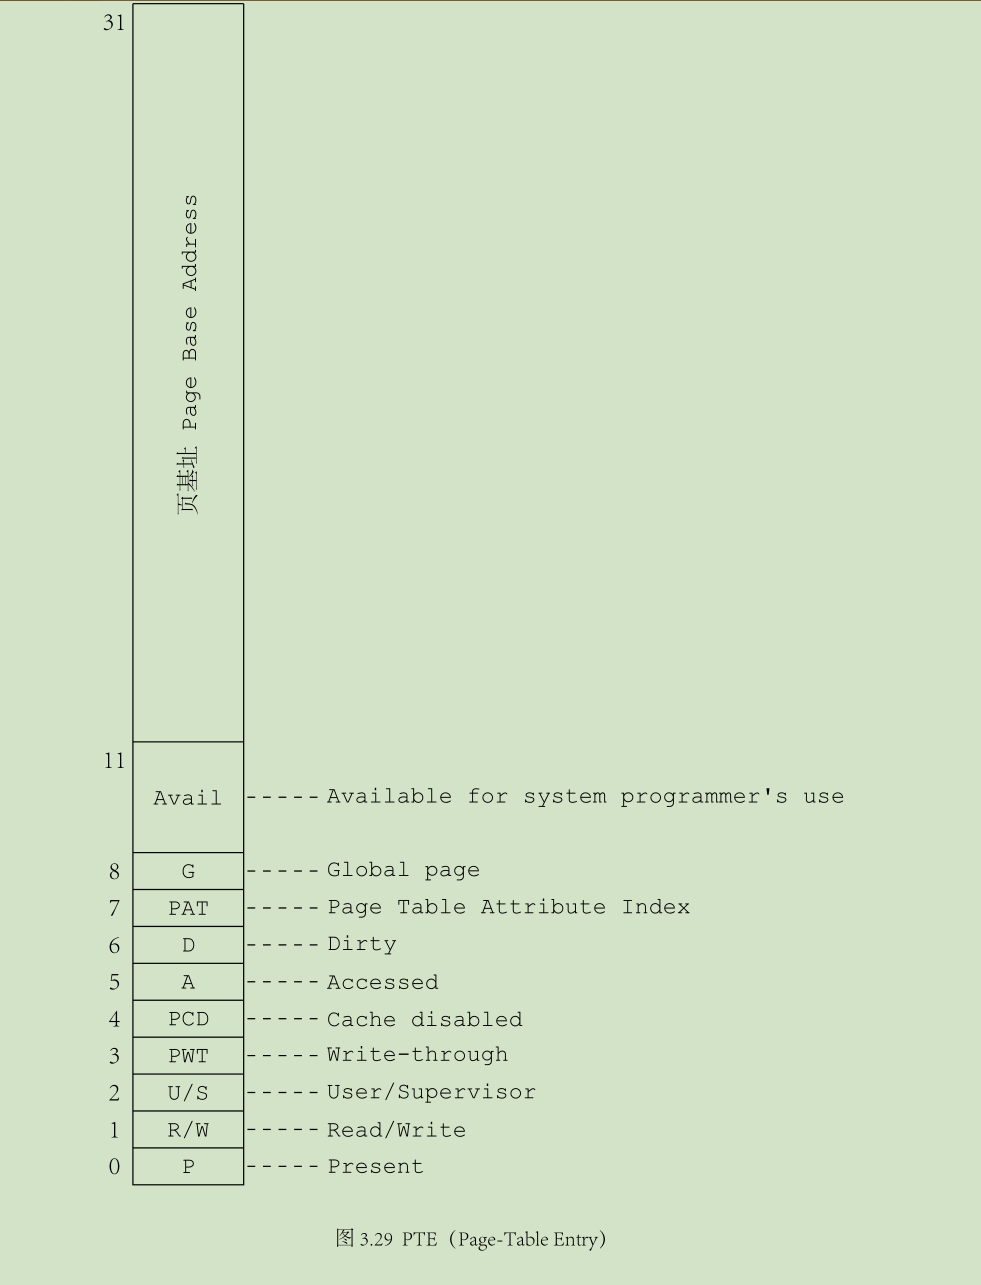 31
页基址 Page Base Address
11
Avail ----- Available for system programmer's use
8 G ----- Global page
7 PAT ----- Page Table Attribute Index
6 D ----- Dirty
5 A ----- Accessed
4 PCD ----- Cache disabled
3 PWT ----- Write-through
2 U/S ----- User/Supervisor
1 R/W ----- Read/Write
0 P ----- Present
图 3.29 PTE（Page-Table Entry）